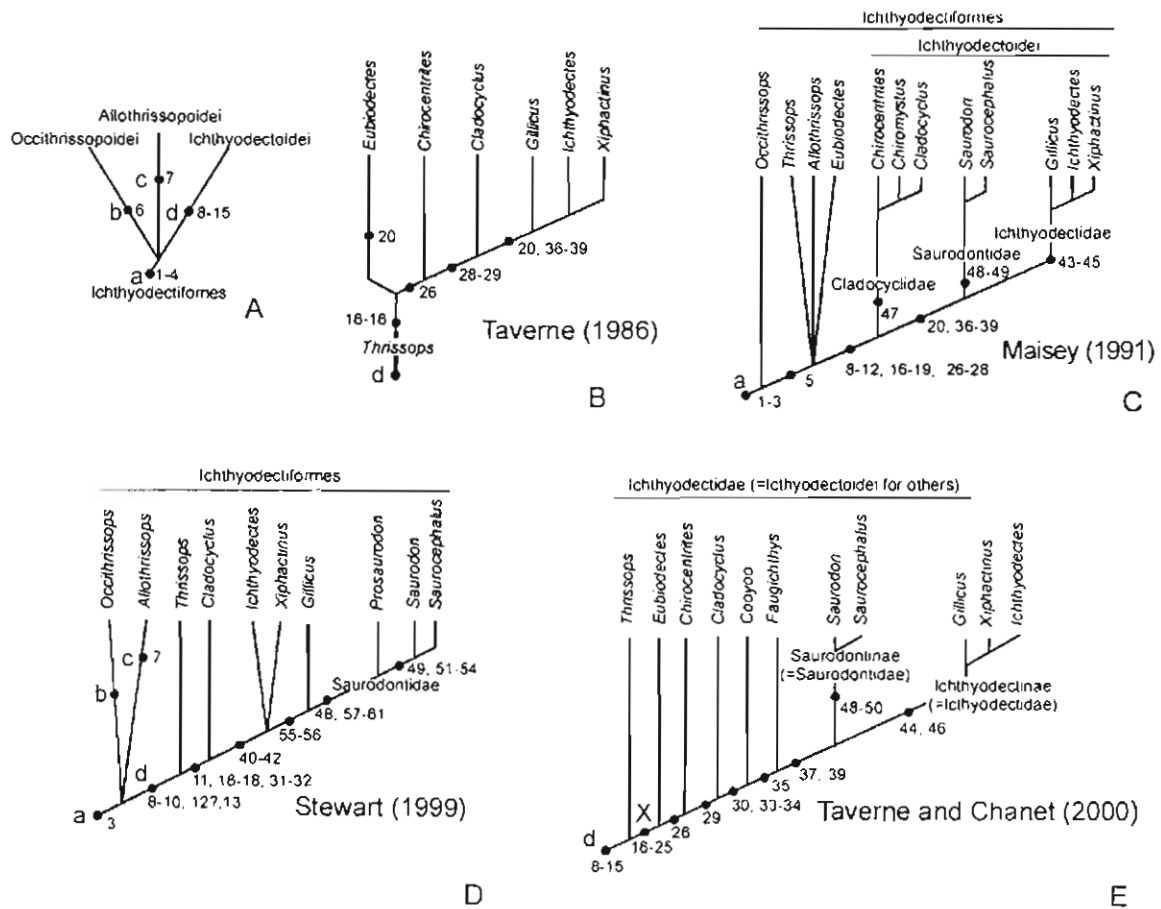 Allothrissopoidei
Occithrissopoidei
Ichthyodectoidei
c 7
b 6
d 8-15
a 1-4
Ichthyodectiformes
A
Eubiodectes
Chirocentrites
Cladocyclus
Gillicus
Ichthyodectes
Xiphactinus
20
20, 36-39
28-29
26
16-18
Thrissops
d
Taverne (1986)
B
Ichthyodectiformes
Ichthyodectoidei
Occithrissops
Thrissops
Allothrissops
Eubiodectes
Chirocentrites
Chiromystus
Cladocyclus
Saurodon
Saurocephalus
Gillicus
Ichthyodectes
Xiphactinus
Ichthyodectidae
43-45
Saurodontidae
48-49
Cladocyclidae
47
20, 36-39
8-12, 16-19, 26-28
5
a
1-3
Maisey (1991)
C
Ichthyodectiformes
Occithrissops
Allothrissops
Thrissops
Cladocyclus
Ichthyodectes
Xiphactinus
Gillicus
Prosaurodon
Saurodon
Saurocephalus
c 7
b
49, 51-54
Saurodontidae
48, 57-61
55-56
40-42
11, 16-18, 31-32
d
8-10, 12?,13
a
3
Stewart (1999)
D
Ichthyodectidae (=Icthyodectoidei for others)
Thrissops
Eubiodectes
Chirocentrites
Cladocyclus
Cooyoo
Faugichthys
Saurodon
Saurocephalus
Gillicus
Xiphactinus
Ichthyodectes
Saurodontinae
(=Saurodontidae)
48-50
Ichthyodectinae
(=Icthyodectidae)
44, 46
37, 39
35
30, 33-34
29
26
X
16-25
d
8-15
Taverne and Chanet (2000)
E